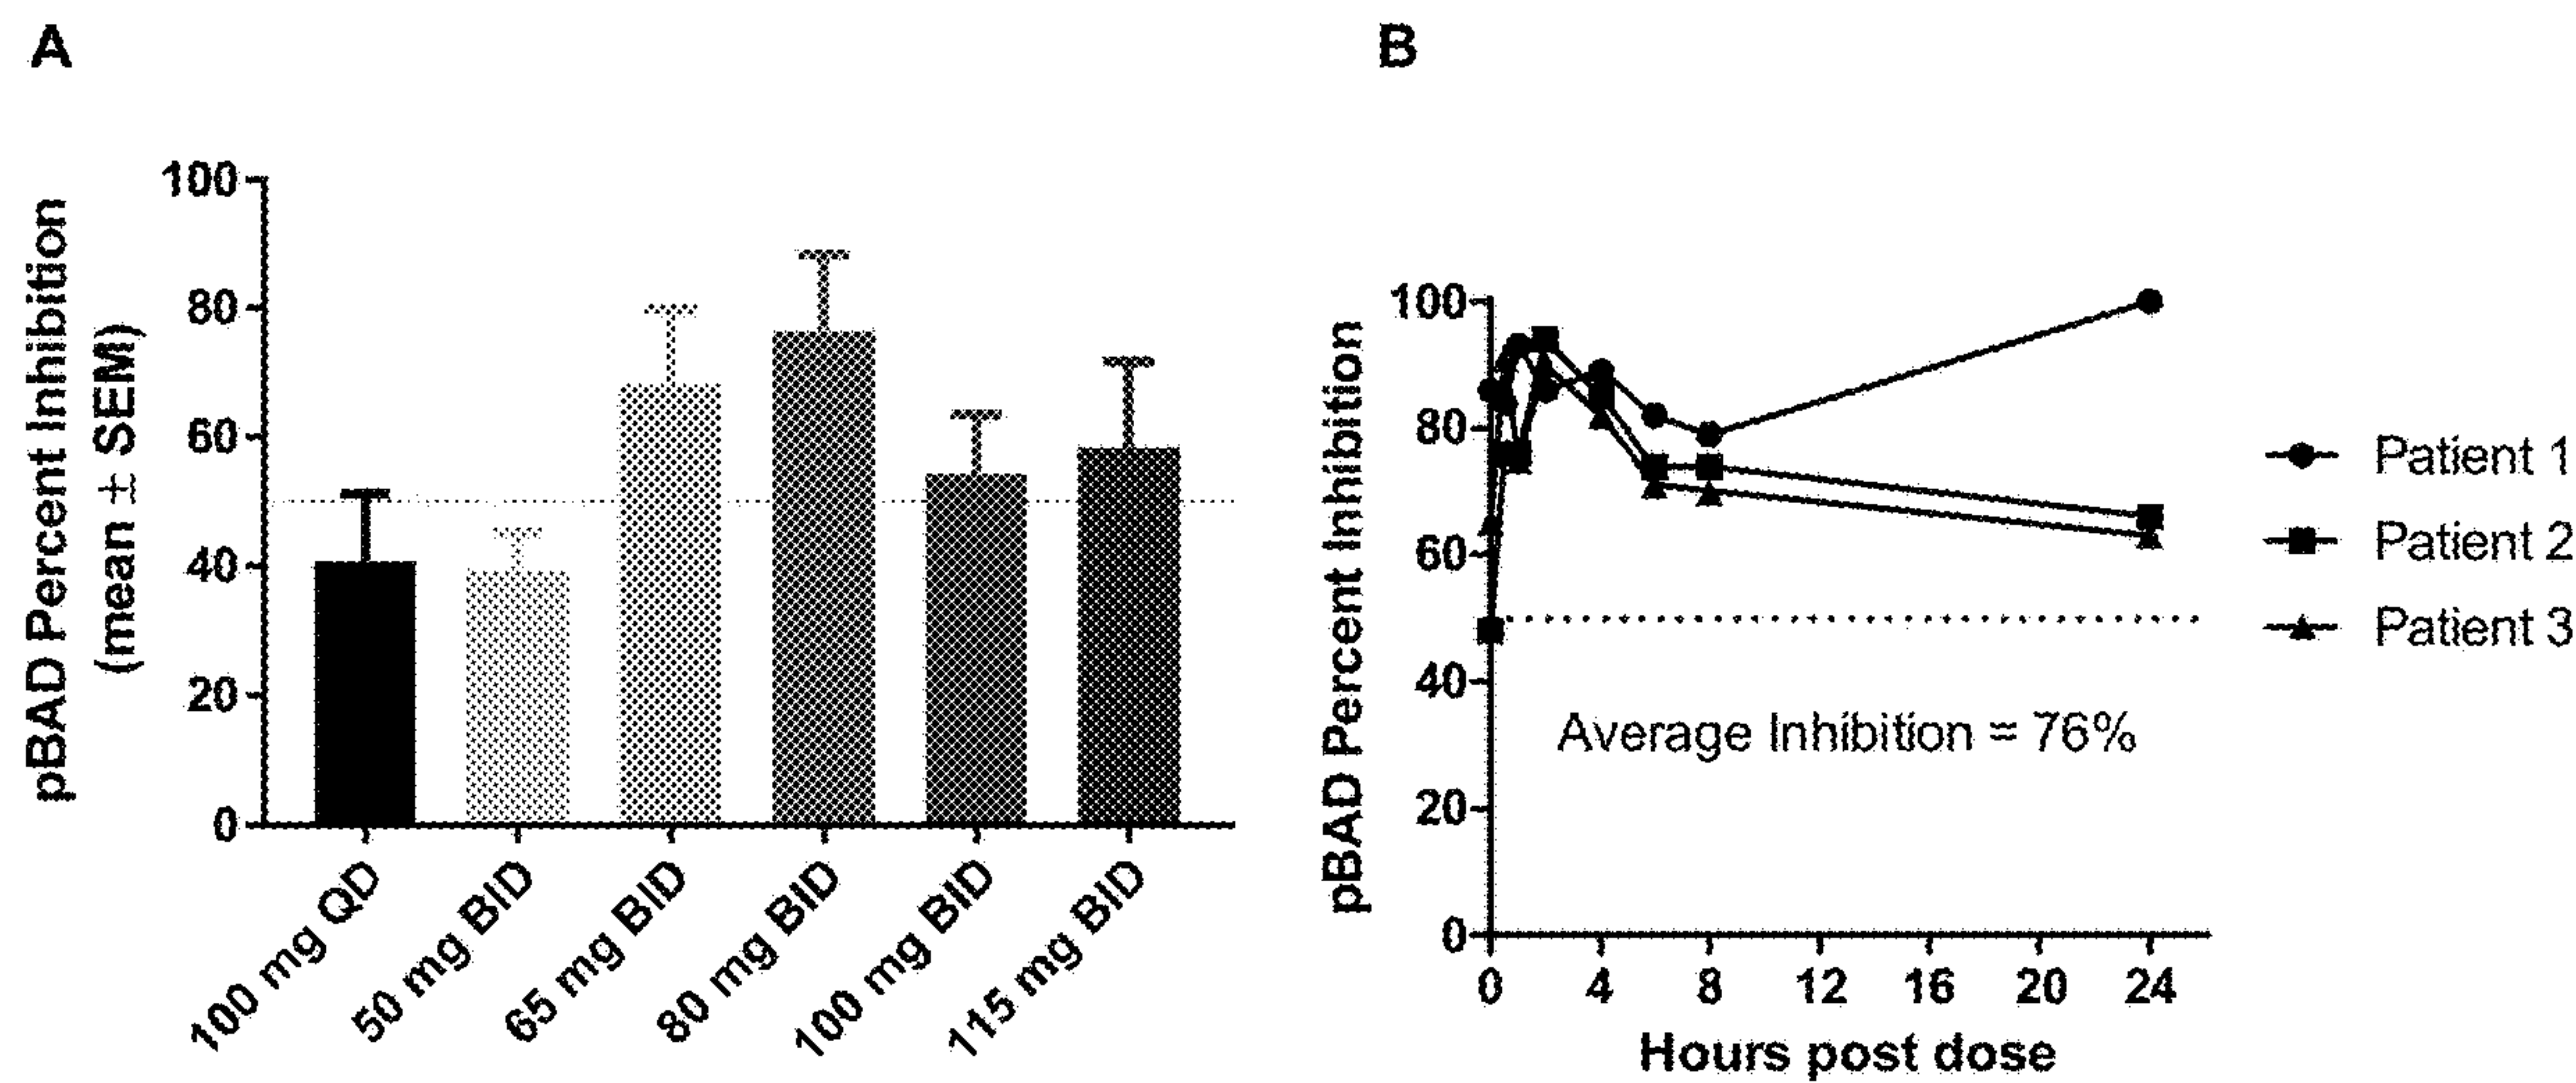 A
pBAD Percent Inhibition
(mean ± SEM)
100
80
60
40
20
0
100 mg QD
50 mg BID
65 mg BID
80 mg BID
100 mg BID
115 mg BID
B
pBAD Percent Inhibition
100
80
60
40
20
0
Average Inhibition = 76%
0 4 8 12 16 20 24
Hours post dose
Patient 1
Patient 2
Patient 3